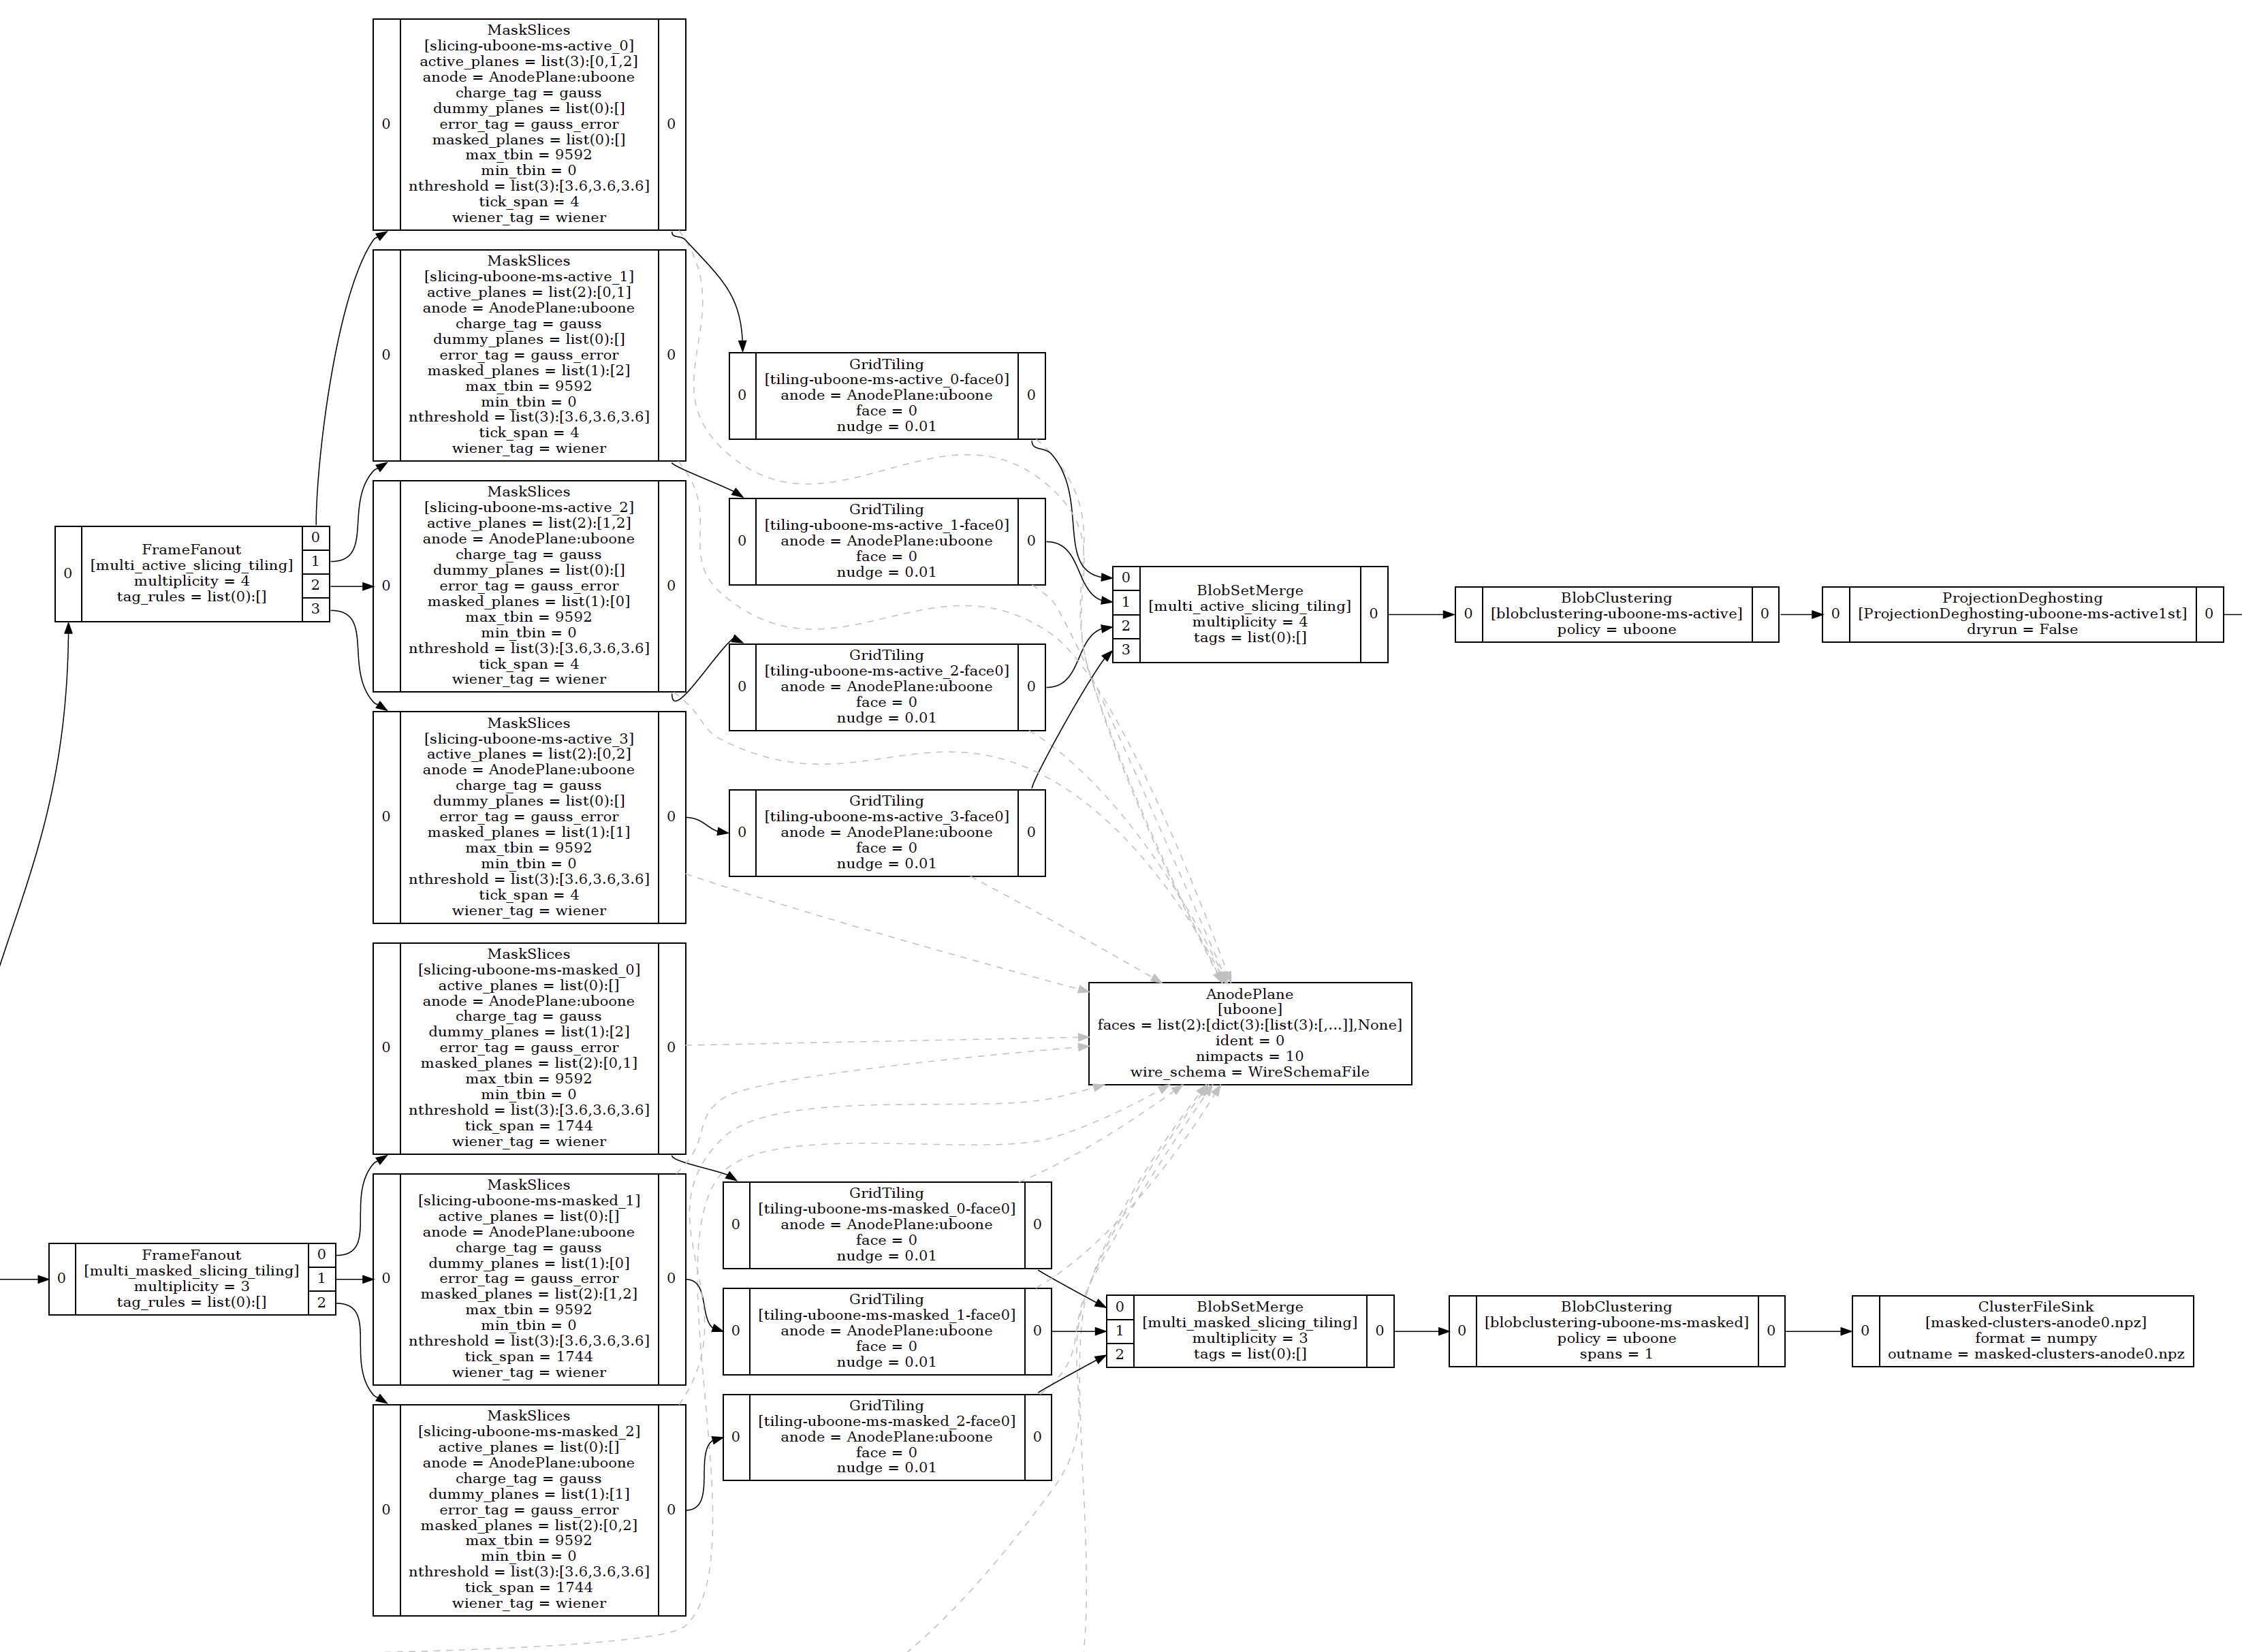 0
MaskSlices
[slicing-uboone-ms-active_0]
active_planes = list(3):[0,1,2]
anode = AnodePlane:uboone
charge_tag = gauss
dummy_planes = list(0):[]
error_tag = gauss_error
masked_planes = list(0):[]
max_tbin = 9592
min_tbin = 0
nthreshold = list(3):[3.6,3.6,3.6]
tick_span = 4
wiener_tag = wiener
0
0
MaskSlices
[slicing-uboone-ms-active_1]
active_planes = list(2):[0,1]
anode = AnodePlane:uboone
charge_tag = gauss
dummy_planes = list(0):[]
error_tag = gauss_error
masked_planes = list(1):[2]
max_tbin = 9592
min_tbin = 0
nthreshold = list(3):[3.6,3.6,3.6]
tick_span = 4
wiener_tag = wiener
0
0
GridTiling
[tiling-uboone-ms-active_0-face0]
anode = AnodePlane:uboone
face = 0
nudge = 0.01
0
0
FrameFanout
[multi_active_slicing_tiling]
multiplicity = 4
tag_rules = list(0):[]
0
1
2
3
0
MaskSlices
[slicing-uboone-ms-active_2]
active_planes = list(2):[1,2]
anode = AnodePlane:uboone
charge_tag = gauss
dummy_planes = list(0):[]
error_tag = gauss_error
masked_planes = list(1):[0]
max_tbin = 9592
min_tbin = 0
nthreshold = list(3):[3.6,3.6,3.6]
tick_span = 4
wiener_tag = wiener
0
0
GridTiling
[tiling-uboone-ms-active_1-face0]
anode = AnodePlane:uboone
face = 0
nudge = 0.01
0
0
GridTiling
[tiling-uboone-ms-active_2-face0]
anode = AnodePlane:uboone
face = 0
nudge = 0.01
0
0
1
2
3
BlobSetMerge
[multi_active_slicing_tiling]
multiplicity = 4
tags = list(0):[]
0
0
BlobClustering
[blobclustering-uboone-ms-active]
policy = uboone
0
0
ProjectionDeghosting
[ProjectionDeghosting-uboone-ms-active1st]
dryrun = False
0
0
MaskSlices
[slicing-uboone-ms-active_3]
active_planes = list(2):[0,2]
anode = AnodePlane:uboone
charge_tag = gauss
dummy_planes = list(0):[]
error_tag = gauss_error
masked_planes = list(1):[1]
max_tbin = 9592
min_tbin = 0
nthreshold = list(3):[3.6,3.6,3.6]
tick_span = 4
wiener_tag = wiener
0
0
GridTiling
[tiling-uboone-ms-active_3-face0]
anode = AnodePlane:uboone
face = 0
nudge = 0.01
0
0
MaskSlices
[slicing-uboone-ms-masked_0]
active_planes = list(0):[]
anode = AnodePlane:uboone
charge_tag = gauss
dummy_planes = list(1):[2]
error_tag = gauss_error
masked_planes = list(2):[0,1]
max_tbin = 9592
min_tbin = 0
nthreshold = list(3):[3.6,3.6,3.6]
tick_span = 1744
wiener_tag = wiener
0
AnodePlane
[uboone]
faces = list(2):[dict(3):[list(3):[,...]],None]
ident = 0
nimpacts = 10
wire_schema = WireSchemaFile
0
FrameFanout
[multi_masked_slicing_tiling]
multiplicity = 3
tag_rules = list(0):[]
0
1
2
0
MaskSlices
[slicing-uboone-ms-masked_1]
active_planes = list(0):[]
anode = AnodePlane:uboone
charge_tag = gauss
dummy_planes = list(1):[0]
error_tag = gauss_error
masked_planes = list(2):[1,2]
max_tbin = 9592
min_tbin = 0
nthreshold = list(3):[3.6,3.6,3.6]
tick_span = 1744
wiener_tag = wiener
0
0
GridTiling
[tiling-uboone-ms-masked_0-face0]
anode = AnodePlane:uboone
face = 0
nudge = 0.01
0
0
GridTiling
[tiling-uboone-ms-masked_1-face0]
anode = AnodePlane:uboone
face = 0
nudge = 0.01
0
0
1
2
BlobSetMerge
[multi_masked_slicing_tiling]
multiplicity = 3
tags = list(0):[]
0
0
BlobClustering
[blobclustering-uboone-ms-masked]
policy = uboone
spans = 1
0
0
ClusterFileSink
[masked-clusters-anode0.npz]
format = numpy
outname = masked-clusters-anode0.npz
0
MaskSlices
[slicing-uboone-ms-masked_2]
active_planes = list(0):[]
anode = AnodePlane:uboone
charge_tag = gauss
dummy_planes = list(1):[1]
error_tag = gauss_error
masked_planes = list(2):[0,2]
max_tbin = 9592
min_tbin = 0
nthreshold = list(3):[3.6,3.6,3.6]
tick_span = 1744
wiener_tag = wiener
0
0
GridTiling
[tiling-uboone-ms-masked_2-face0]
anode = AnodePlane:uboone
face = 0
nudge = 0.01
0